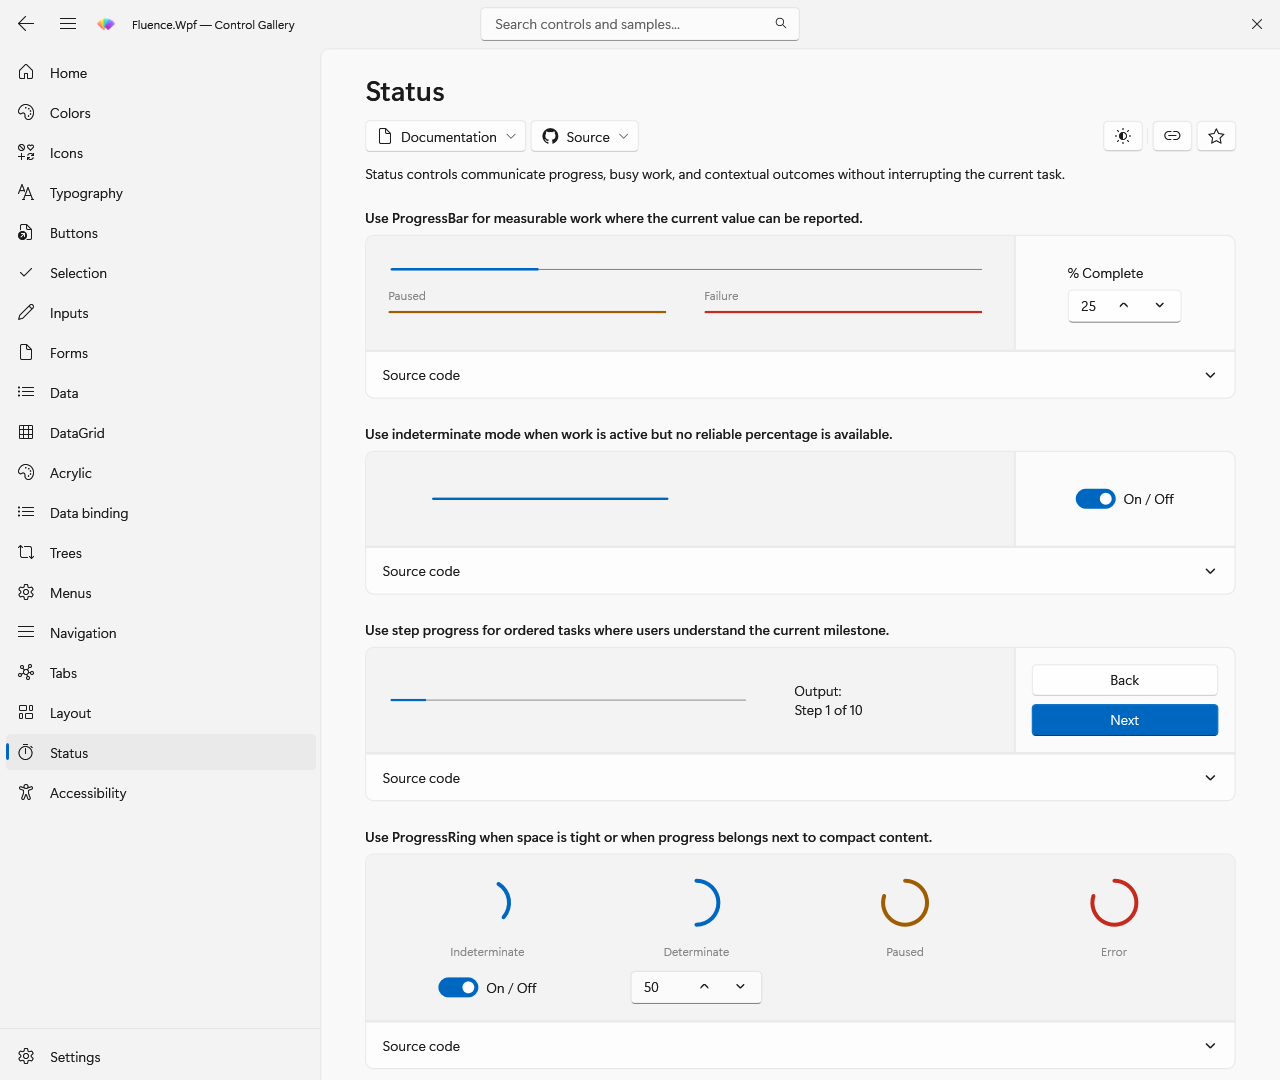 Fluence.Wpf — Control Gallery
Search controls and samples...
Home
Colors
Icons
Typography
Buttons
Selection
Inputs
Forms
Data
DataGrid
Acrylic
Data binding
Trees
Menus
Navigation
Tabs
Layout
Status
Accessibility
Settings
Status
Documentation
Source
Status controls communicate progress, busy work, and contextual outcomes without interrupting the current task.
Use ProgressBar for measurable work where the current value can be reported.
Paused
Failure
% Complete
25
Source code
Use indeterminate mode when work is active but no reliable percentage is available.
On / Off
Source code
Use step progress for ordered tasks where users understand the current milestone.
Output:
Step 1 of 10
Back
Next
Source code
Use ProgressRing when space is tight or when progress belongs next to compact content.
Indeterminate
Determinate
Paused
Error
On / Off
50
Source code